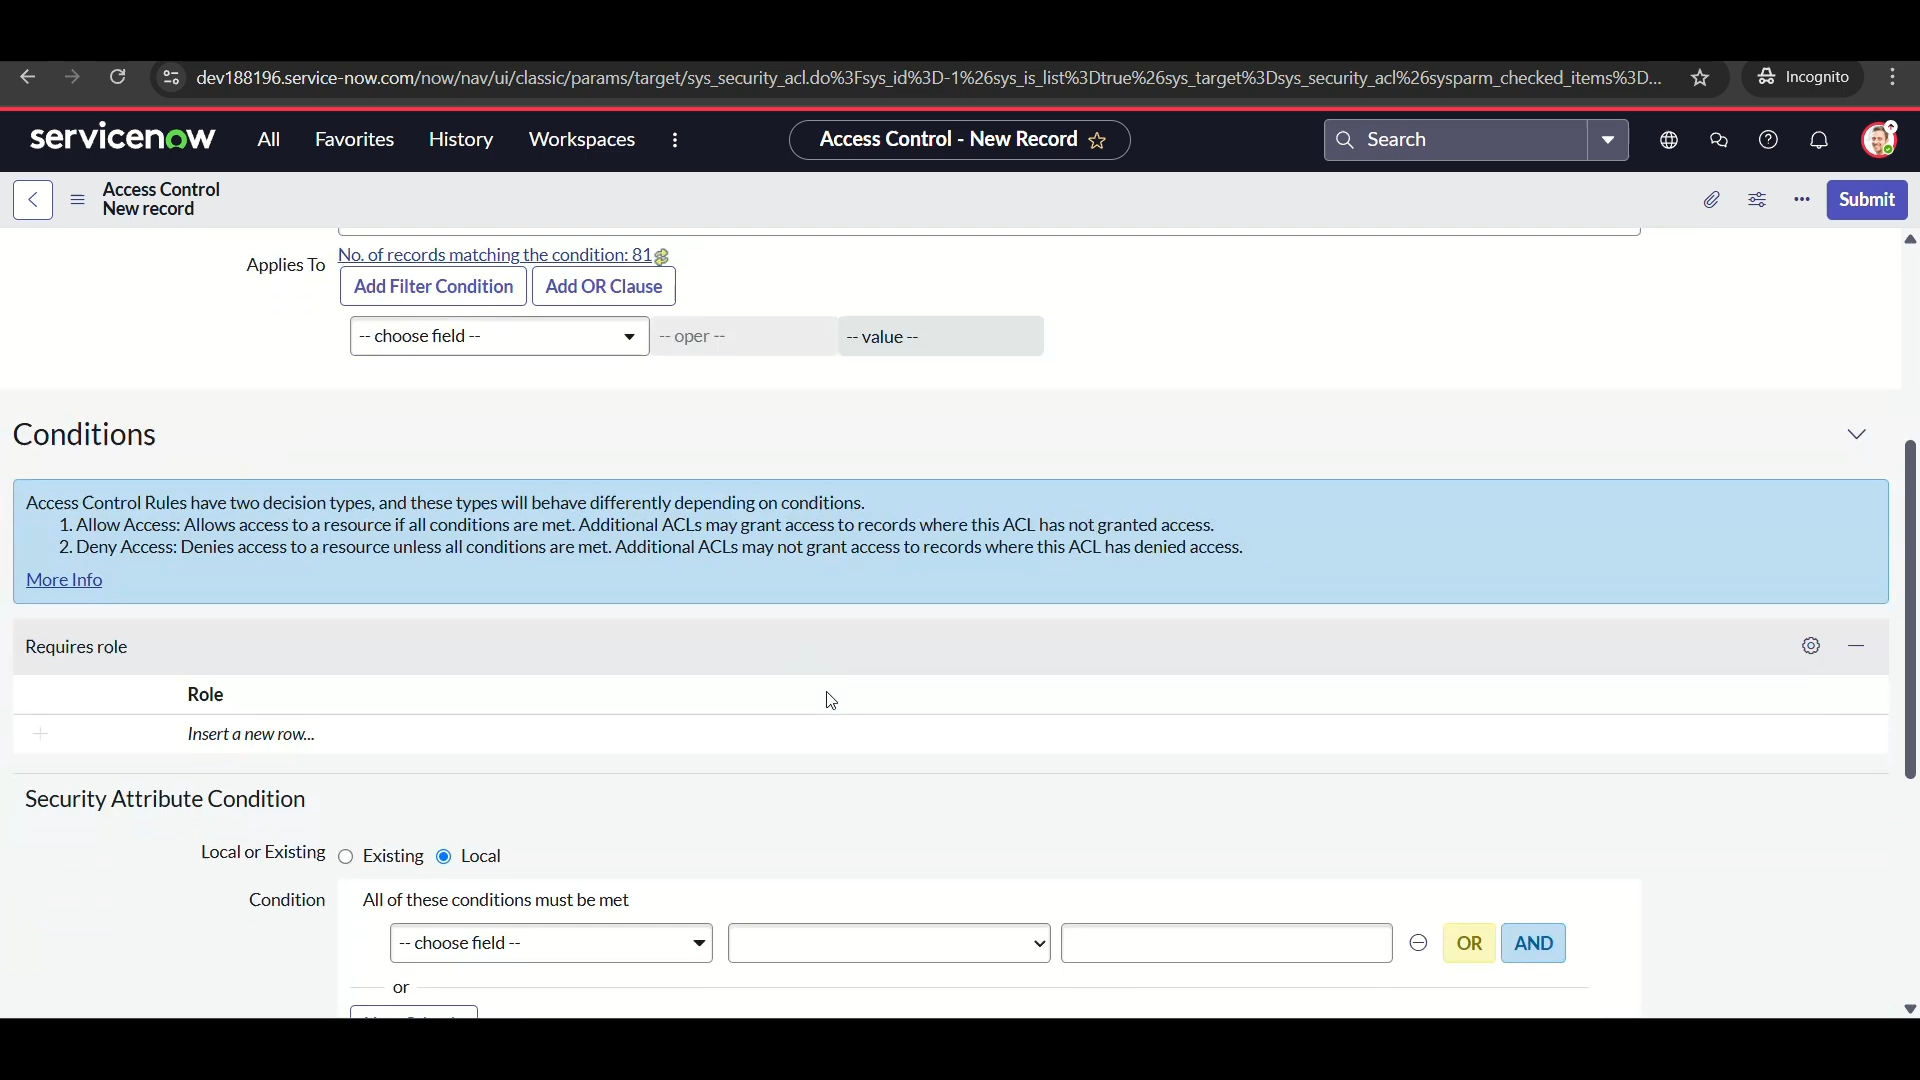 dev188196.service-now.com/now/nav/ui/classic/params/target/sys_security_acl.do%3Fsys_id%3D-1%26sys_is_list%3Dtrue%26sys_target%3Dsys_security_acl%26sysparm_checked_items%3D...
Incognito
servicenow
All
Favorites
History
Workspaces
Access Control - New Record
Search
Access Control
New record
Submit
Applies To
No. of records matching the condition: 81
Add Filter Condition
Add OR Clause
-- choose field --
-- oper --
-- value --
Conditions
Access Control Rules have two decision types, and these types will behave differently depending on conditions.
1. Allow Access: Allows access to a resource if all conditions are met. Additional ACLs may grant access to records where this ACL has not granted access.
2. Deny Access: Denies access to a resource unless all conditions are met. Additional ACLs may not grant access to records where this ACL has denied access.
More Info
Requires role
Role
Insert a new row...
Security Attribute Condition
Local or Existing
Existing
Local
Condition
All of these conditions must be met
-- choose field --
OR
AND
or